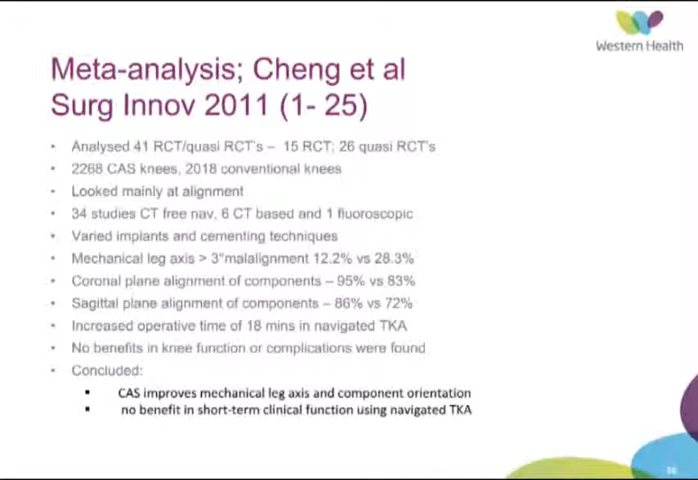 Western Health
Meta-analysis; Cheng et al
Surg Innov 2011 (1- 25)
• Analysed 41 RCT/quasi RCT's – 15 RCT; 26 quasi RCT's
• 2268 CAS knees, 2018 conventional knees
• Looked mainly at alignment
• 34 studies CT free nav, 6 CT based and 1 fluoroscopic
• Varied implants and cementing techniques
• Mechanical leg axis > 3°malalignment 12.2% vs 28.3%
• Coronal plane alignment of components – 95% vs 83%
• Sagittal plane alignment of components – 86% vs 72%
• Increased operative time of 18 mins in navigated TKA
• No benefits in knee function or complications were found
• Concluded:
▪ CAS improves mechanical leg axis and component orientation
▪ no benefit in short-term clinical function using navigated TKA